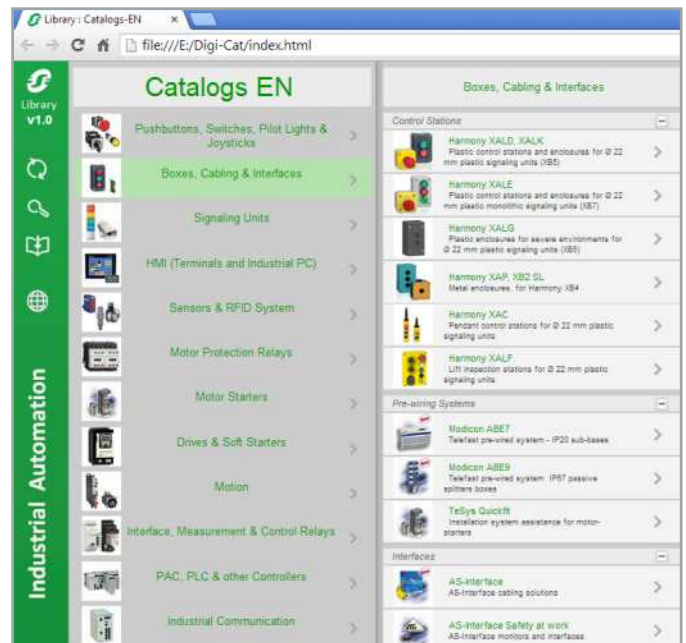 Library : Catalogs-EN
file:///E:/Digi-Cat/index.html
Library
v1.0
Industrial Automation
Catalogs EN
Pushbuttons, Switches, Pilot Lights &
Joysticks
Boxes, Cabling & Interfaces
Signaling Units
HMI (Terminals and Industrial PC)
Sensors & RFID System
Motor Protection Relays
Motor Starters
Drives & Soft Starters
Motion
Interface, Measurement & Control Relays
PAC, PLC & other Controllers
Industrial Communication
Boxes, Cabling & Interfaces
Control Stations
Harmony XALD, XALK
Plastic control stations and enclosures for Ø 22
mm plastic signaling units (XB5)
Harmony XALE
Plastic control stations and enclosures for Ø 22
mm plastic monolithic signaling units (XB7)
Harmony XALG
Plastic enclosures for severe environments for
Ø 22 mm plastic signaling units (XB5)
Harmony XAP, XB2 SL
Metal enclosures, for Harmony XB4
Harmony XAC
Pendant control stations for Ø 22 mm plastic
signaling units
Harmony XALF
Lift inspection stations for Ø 22 mm plastic
signaling units
Pre-wiring Systems
Modicon ABE7
Telefast pre-wired system - IP20 sub-bases
Modicon ABE9
Telefast pre-wired system IP67 passive
splitters boxes
TeSys Quickfit
Installation system assistance for motor-
starters
Interfaces
AS-Interface
AS-Interface cabling solutions
AS-Interface Safety at work
AS-Interface monitors and interfaces